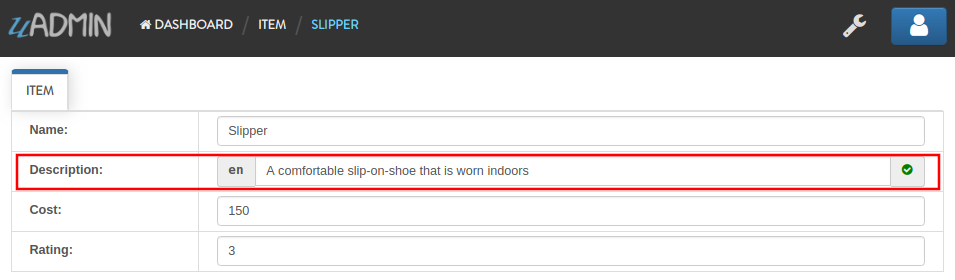 uADMIN DASHBOARD / ITEM / SLIPPER
ITEM
Name: Slipper
Description: en A comfortable slip-on-shoe that is worn indoors
Cost: 150
Rating: 3